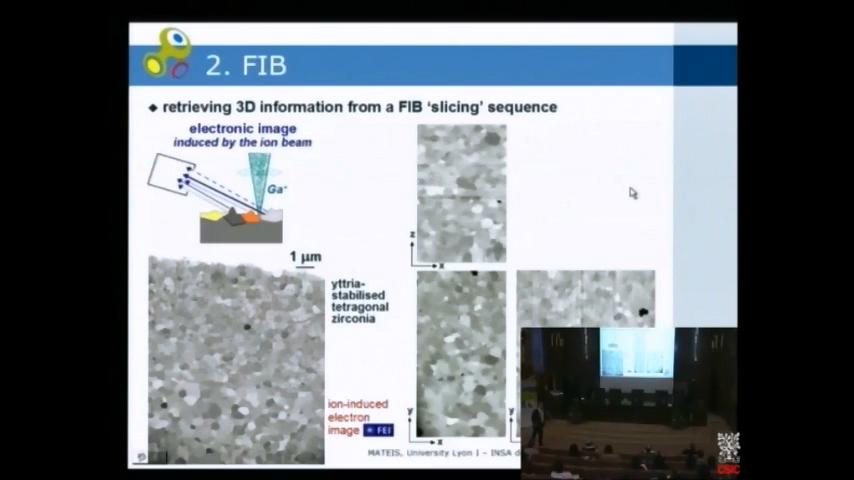 2. FIB
◆ retrieving 3D information from a FIB ‘slicing’ sequence
electronic image
induced by the ion beam
Ga+
1 µm
yttria-
stabilised
tetragonal
zirconia
ion-induced
electron
image
FEI
z
x
y
x
y
MATEIS, University Lyon I – INSA d
CSIC